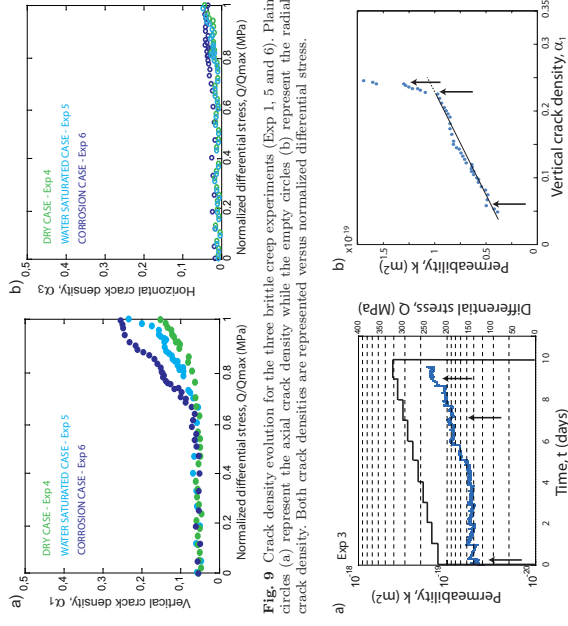 a)
0.5
0.4
0.3
0.2
0.1
0
Vertical crack density, α1
DRY CASE - Exp 4
WATER SATURATED CASE - Exp 5
CORROSION CASE - Exp 6
0
0.2
0.4
0.6
0.8
1
Normalized differential stress, Q/Qmax (MPa)
b)
0.5
0.4
0.3
0.2
0.1
0
Horizontal crack density, α3
DRY CASE - Exp 4
WATER SATURATED CASE - Exp 5
CORROSION CASE - Exp 6
0
0.2
0.4
0.6
0.8
1
Normalized differential stress, Q/Qmax (MPa)
Fig. 9 Crack density evolution for the three brittle creep experiments (Exp 1, 5 and 6). Plain
circles (a) represent the axial crack density while the empty circles (b) represent the radial
crack density. Both crack densities are represented versus normalized differential stress.
a)
Exp 3
10-18
10-19
10-20
Permeability, k (m2)
0
2
4
6
8
10
Time, t (days)
400
350
300
250
200
150
100
50
0
Differential stress, Q (MPa)
b)
x10-19
1.5
1
0.5
0
Permeability, k (m2)
0
0.1
0.2
0.3
0.35
Vertical crack density, α1